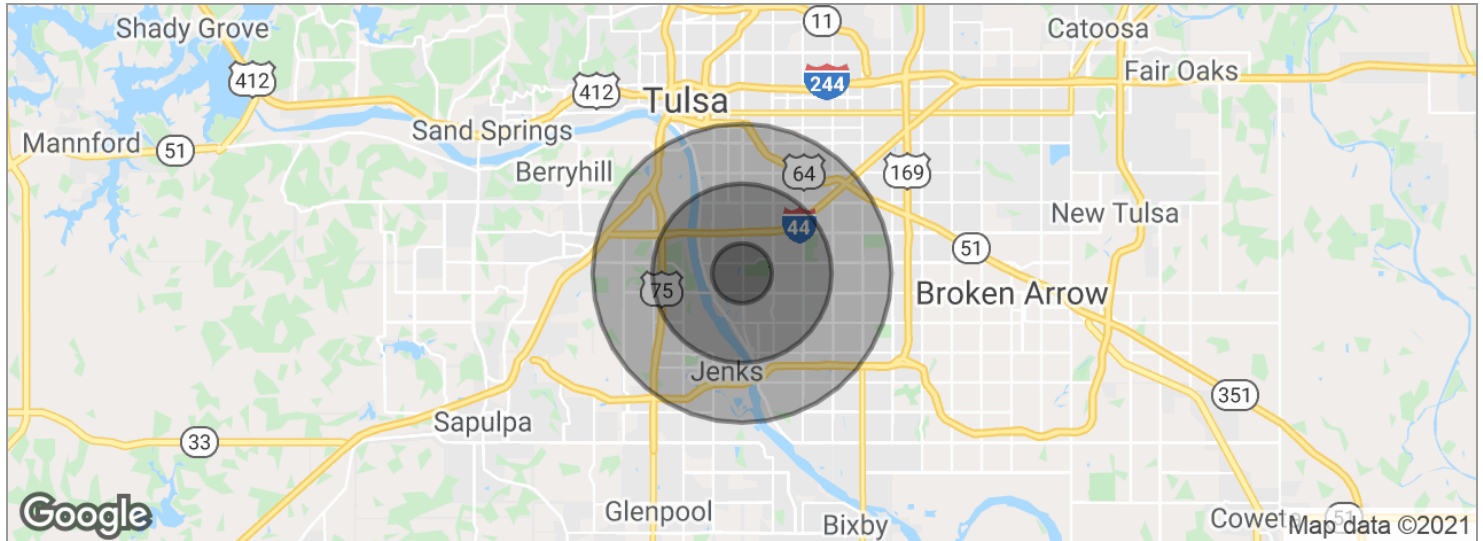 11
Shady Grove
Catoosa
412
412
244
Fair Oaks
Tulsa
Sand Springs
Mannford
51
Berryhill
64
169
New Tulsa
44
51
75
Broken Arrow
Jenks
351
Sapulpa
33
Glenpool
Bixby
Google
51
Map data ©2021